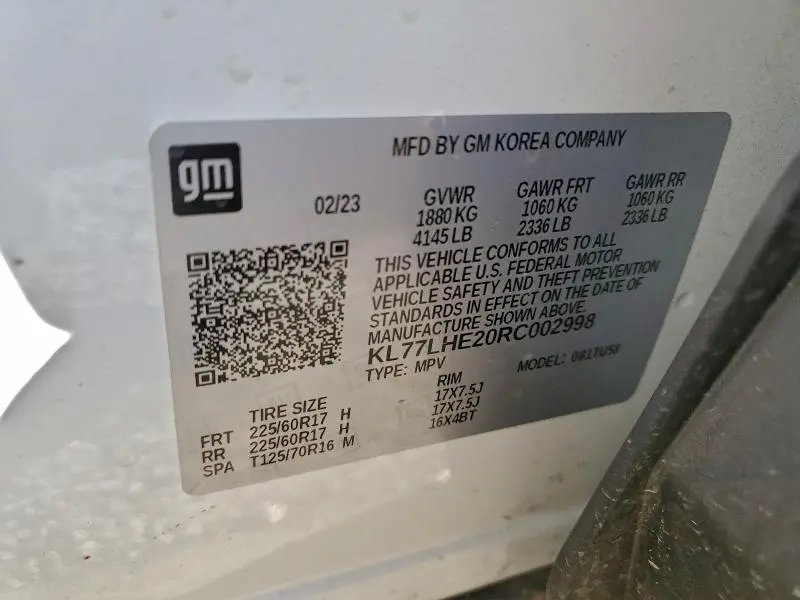 gm
MFD BY GM KOREA COMPANY
02/23
GVWR
1880 KG
4145 LB
GAWR FRT
1060 KG
2336 LB
GAWR RR
1060 KG
2336 LB
THIS VEHICLE CONFORMS TO ALL
APPLICABLE U.S. FEDERAL MOTOR
VEHICLE SAFETY AND THEFT PREVENTION
STANDARDS IN EFFECT ON THE DATE OF
MANUFACTURE SHOWN ABOVE.
KL77LHE20RC002998
TYPE: MPV
MODEL:
TIRE SIZE
RIM
FRT 225/60R17 H 17X7.5J
RR 225/60R17 H 17X7.5J
SPA T125/70R16 M 16X4BT